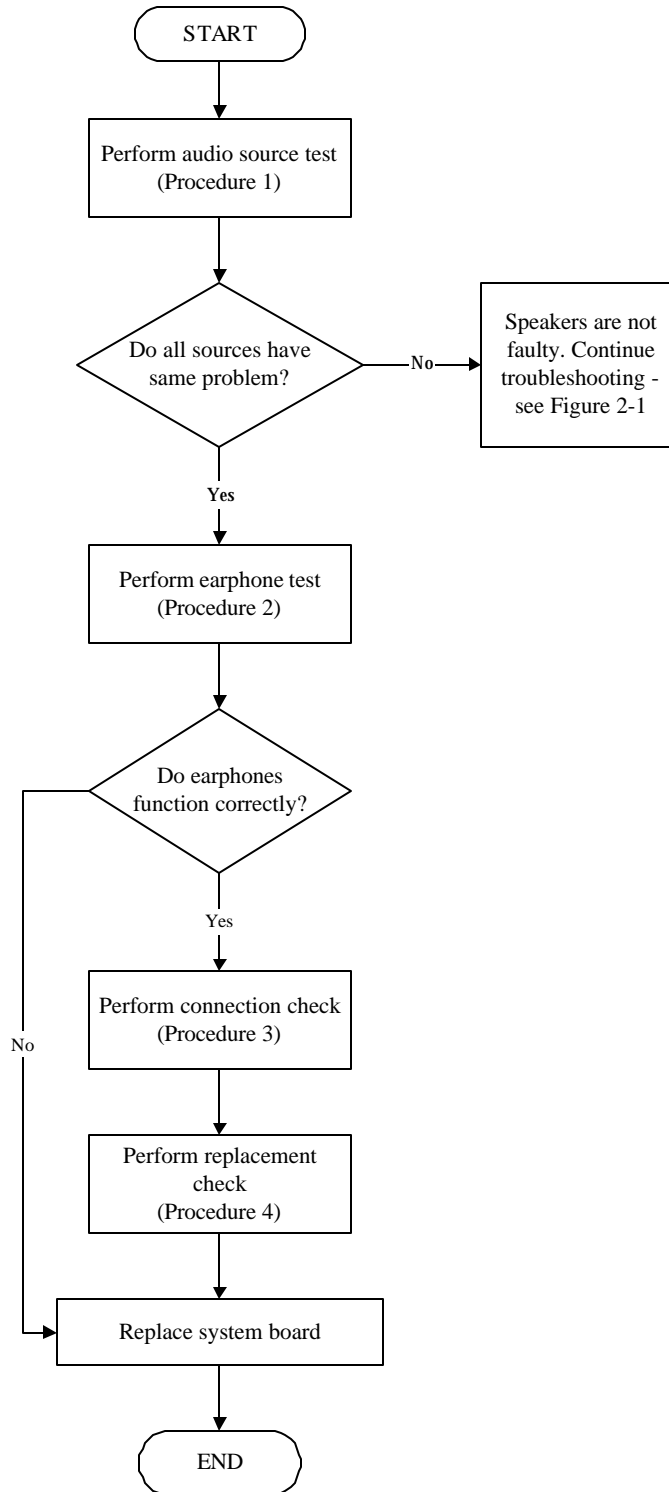 START
Perform audio source test
(Procedure 1)
Do all sources have
same problem?
No
Speakers are not
faulty. Continue
troubleshooting -
see Figure 2-1
Yes
Perform earphone test
(Procedure 2)
Do earphones
function correctly?
Yes
No
Perform connection check
(Procedure 3)
Perform replacement
check
(Procedure 4)
Replace system board
END